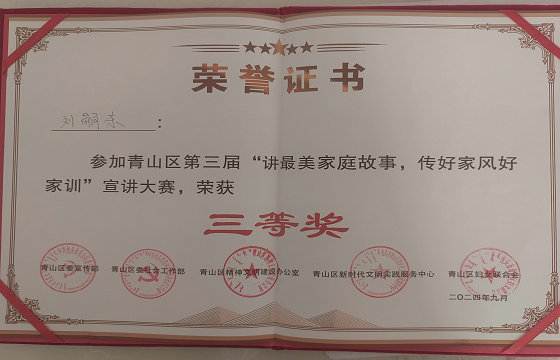 荣誉证书
刘
:
参加青山区第三届“讲最美家庭故事，传好家风好
家训”宣讲大赛，荣获
三等奖
青山区委宣传部 青山区委社会工作部 青山区精神文明建设办公室 青山区新时代文明实践服务中心 青山区妇女联合会
二〇二四年九月